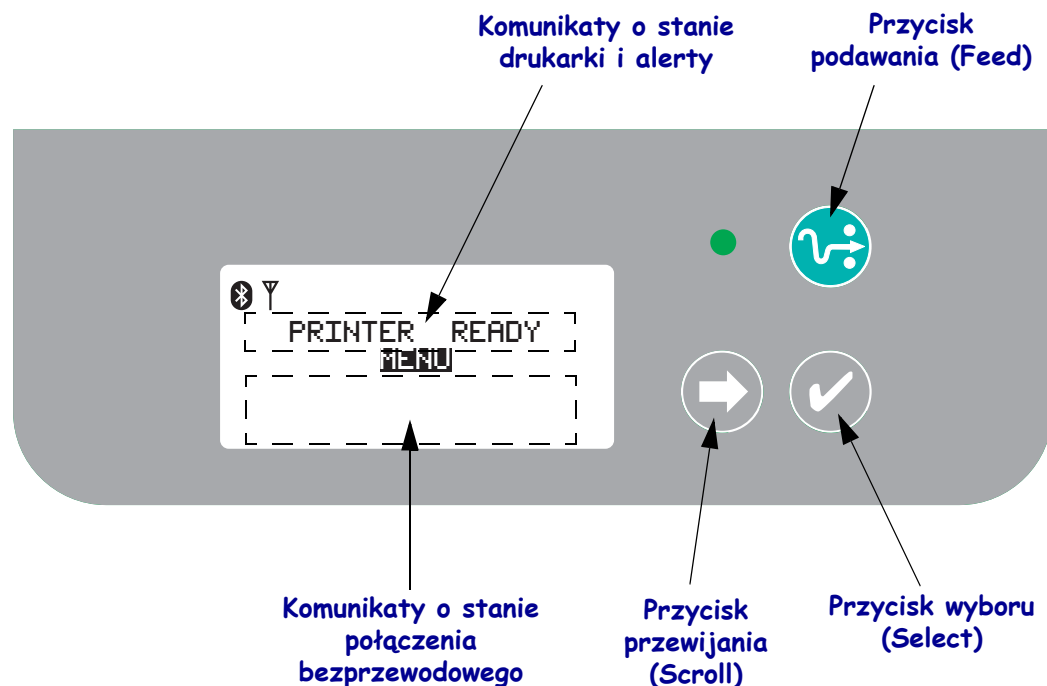 Komunikaty o stanie
drukarki i alerty
Przycisk
podawania (Feed)
PRINTER READY
MENU
Komunikaty o stanie
połączenia
bezprzewodowego
Przycisk
przewijania
(Scroll)
Przycisk wyboru
(Select)